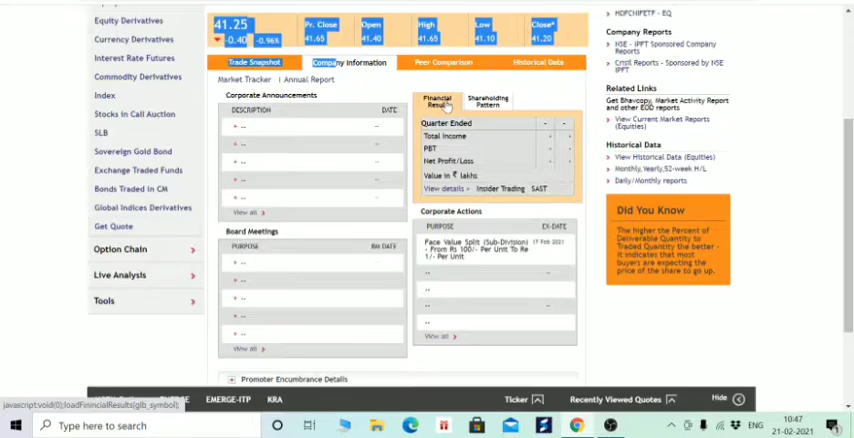 Equity Derivatives
Currency Derivatives
Interest Rate Futures
Commodity Derivatives
Index
Stocks in Call Auction
SLB
Sovereign Gold Bond
Exchange Traded Funds
Bonds Traded in CM
Global Indices Derivatives
Get Quote
Option Chain
Live Analysis
Tools
41.25
-0.40 -0.96%
Pr. Close Open High Low Close*
41.65 41.40 41.65 41.10 41.20
Trade Snapshot Company Information Peer Comparison Historical Data
Market Tracker | Annual Report
Corporate Announcements
DESCRIPTION DATE
View all
Board Meetings
PURPOSE BM DATE
View all
Financial Results
Shareholding Pattern
Quarter Ended - -
Total Income - -
PBT - -
Net Profit/Loss - -
Value in ₹ lakhs
View details Insider Trading SAST
Corporate Actions
PURPOSE EX-DATE
Face Value Split (Sub-Division) 17 Feb 2021
- From Rs 100/- Per Unit To Re
1/- Per Unit
View all
Promoter Encumbrance Details
HDFCNIFETF - EQ
Company Reports
NSE - IPFT Sponsored Company
Reports
Crisil Reports - Sponsored by NSE
IPFT
Related Links
Get Bhavcopy, Market Activity Report
and other EOD reports
View Current Market Reports
(Equities)
Historical Data
View Historical Data (Equities)
Monthly,Yearly,52-week H/L
Daily/Monthly reports
Did You Know
The higher the Percent of
Deliverable Quantity to
Traded Quantity the better -
it indicates that most
buyers are expecting the
price of the share to go up.
EMERGE-ITP KRA Ticker Recently Viewed Quotes Hide
javascript:void(0);loadFinincialResults(glb_symbol);
Type here to search
ENG
10:47
21-02-2021